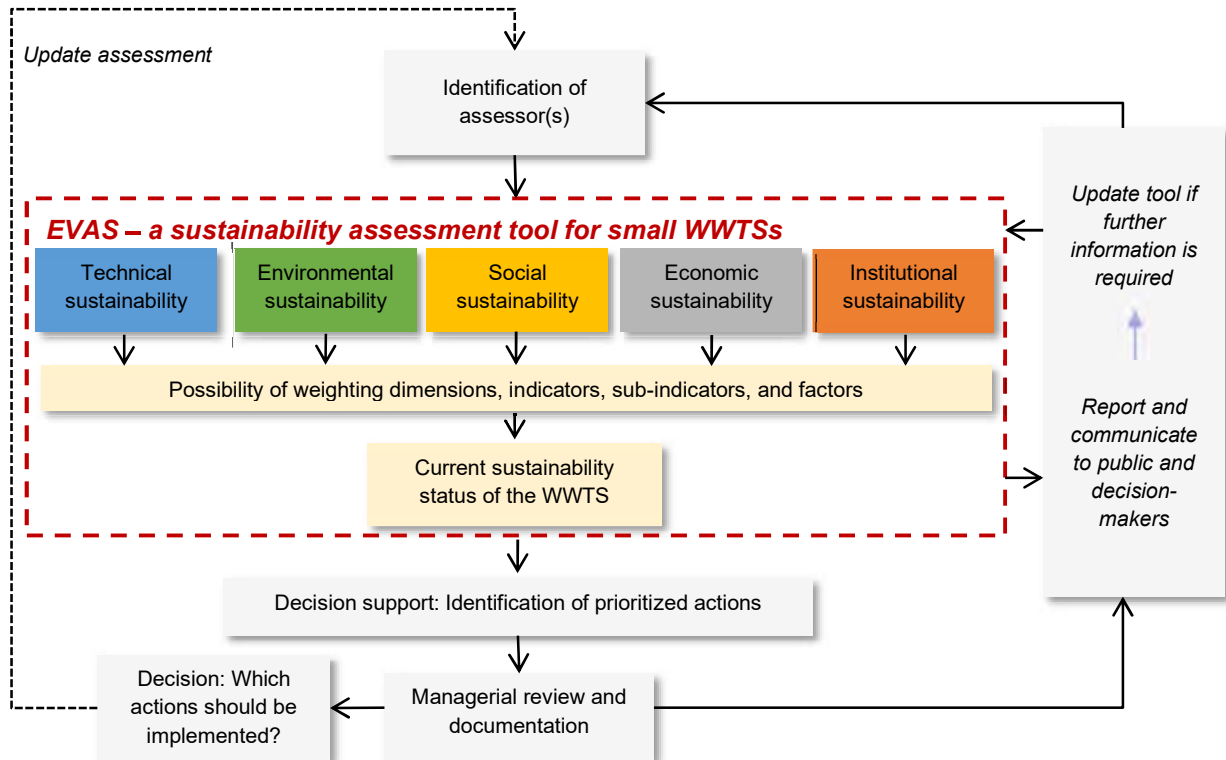 Update assessment
Identification of
assessor(s)
EVAS – a sustainability assessment tool for small WWTSs
Technical
sustainability
Environmental
sustainability
Social
sustainability
Economic
sustainability
Institutional
sustainability
Possibility of weighting dimensions, indicators, sub-indicators, and factors
Current sustainability
status of the WWTS
Update tool if
further
information is
required
Report and
communicate
to public and
decision-
makers
Decision support: Identification of prioritized actions
Decision: Which
actions should be
implemented?
Managerial review and
documentation